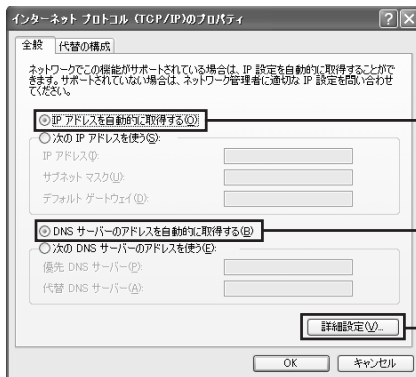 インターネット プロトコル (TCP/IP)のプロパティ
全般
代替の構成
ネットワークでこの機能がサポートされている場合は、IP 設定を自動的に取得することがで
きます。サポートされていない場合は、ネットワーク管理者に適切な IP 設定を問い合わせ
てください。
IP アドレスを自動的に取得する(O)
次の IP アドレスを使う(S):
IP アドレス(I):
サブネット マスク(U):
デフォルト ゲートウェイ(D):
DNS サーバーのアドレスを自動的に取得する(B)
次の DNS サーバーのアドレスを使う(E):
優先 DNS サーバー(P):
代替 DNS サーバー(A):
詳細設定(V)...
OK
キャンセル